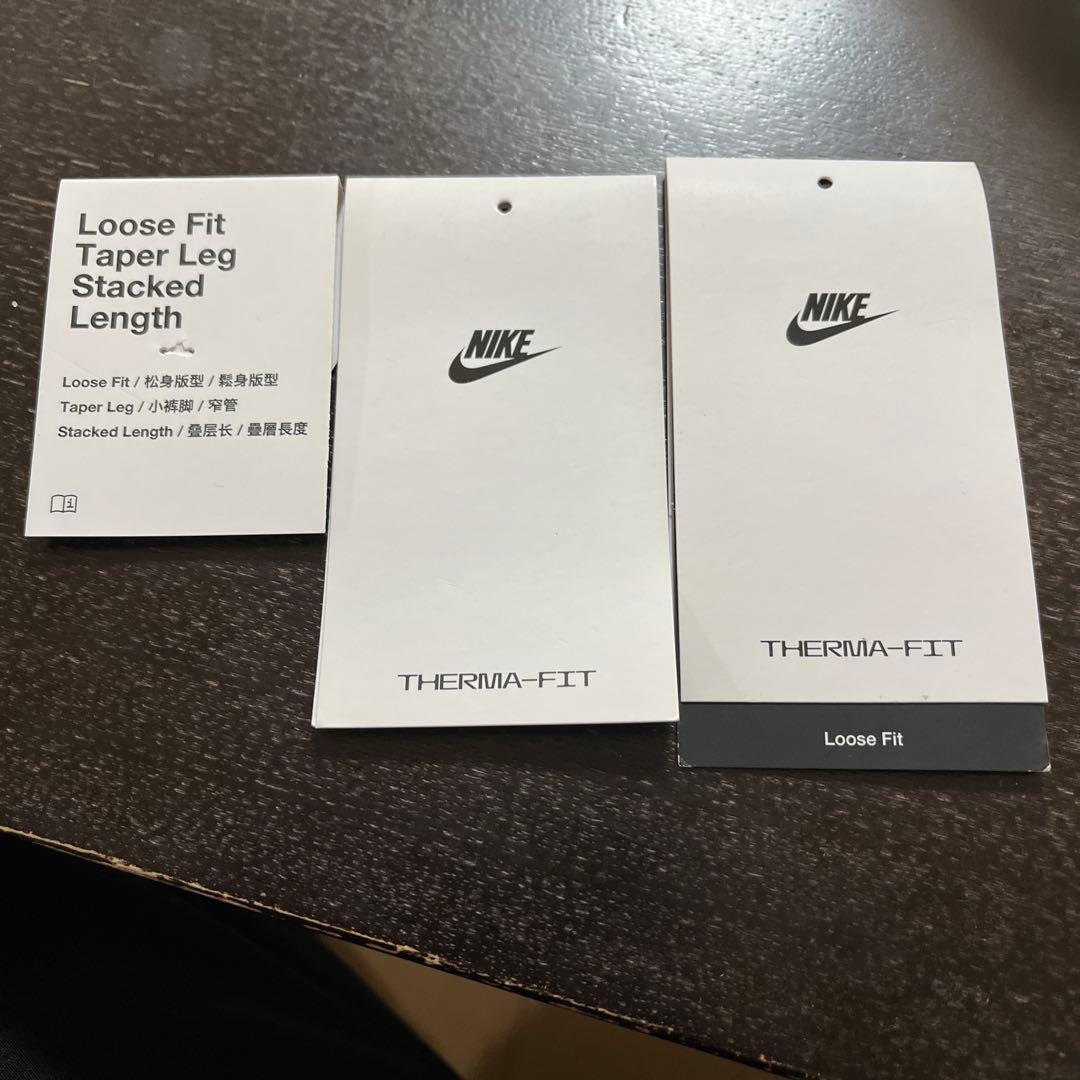 Loose Fit
Taper Leg
Stacked
Length
Loose Fit / 松身版型 / 鬆身版型
Taper Leg / 小裤脚 / 窄管
Stacked Length / 叠层长 / 疊層長度
i
NIKE
THERMA-FIT
NIKE
THERMA-FIT
Loose Fit